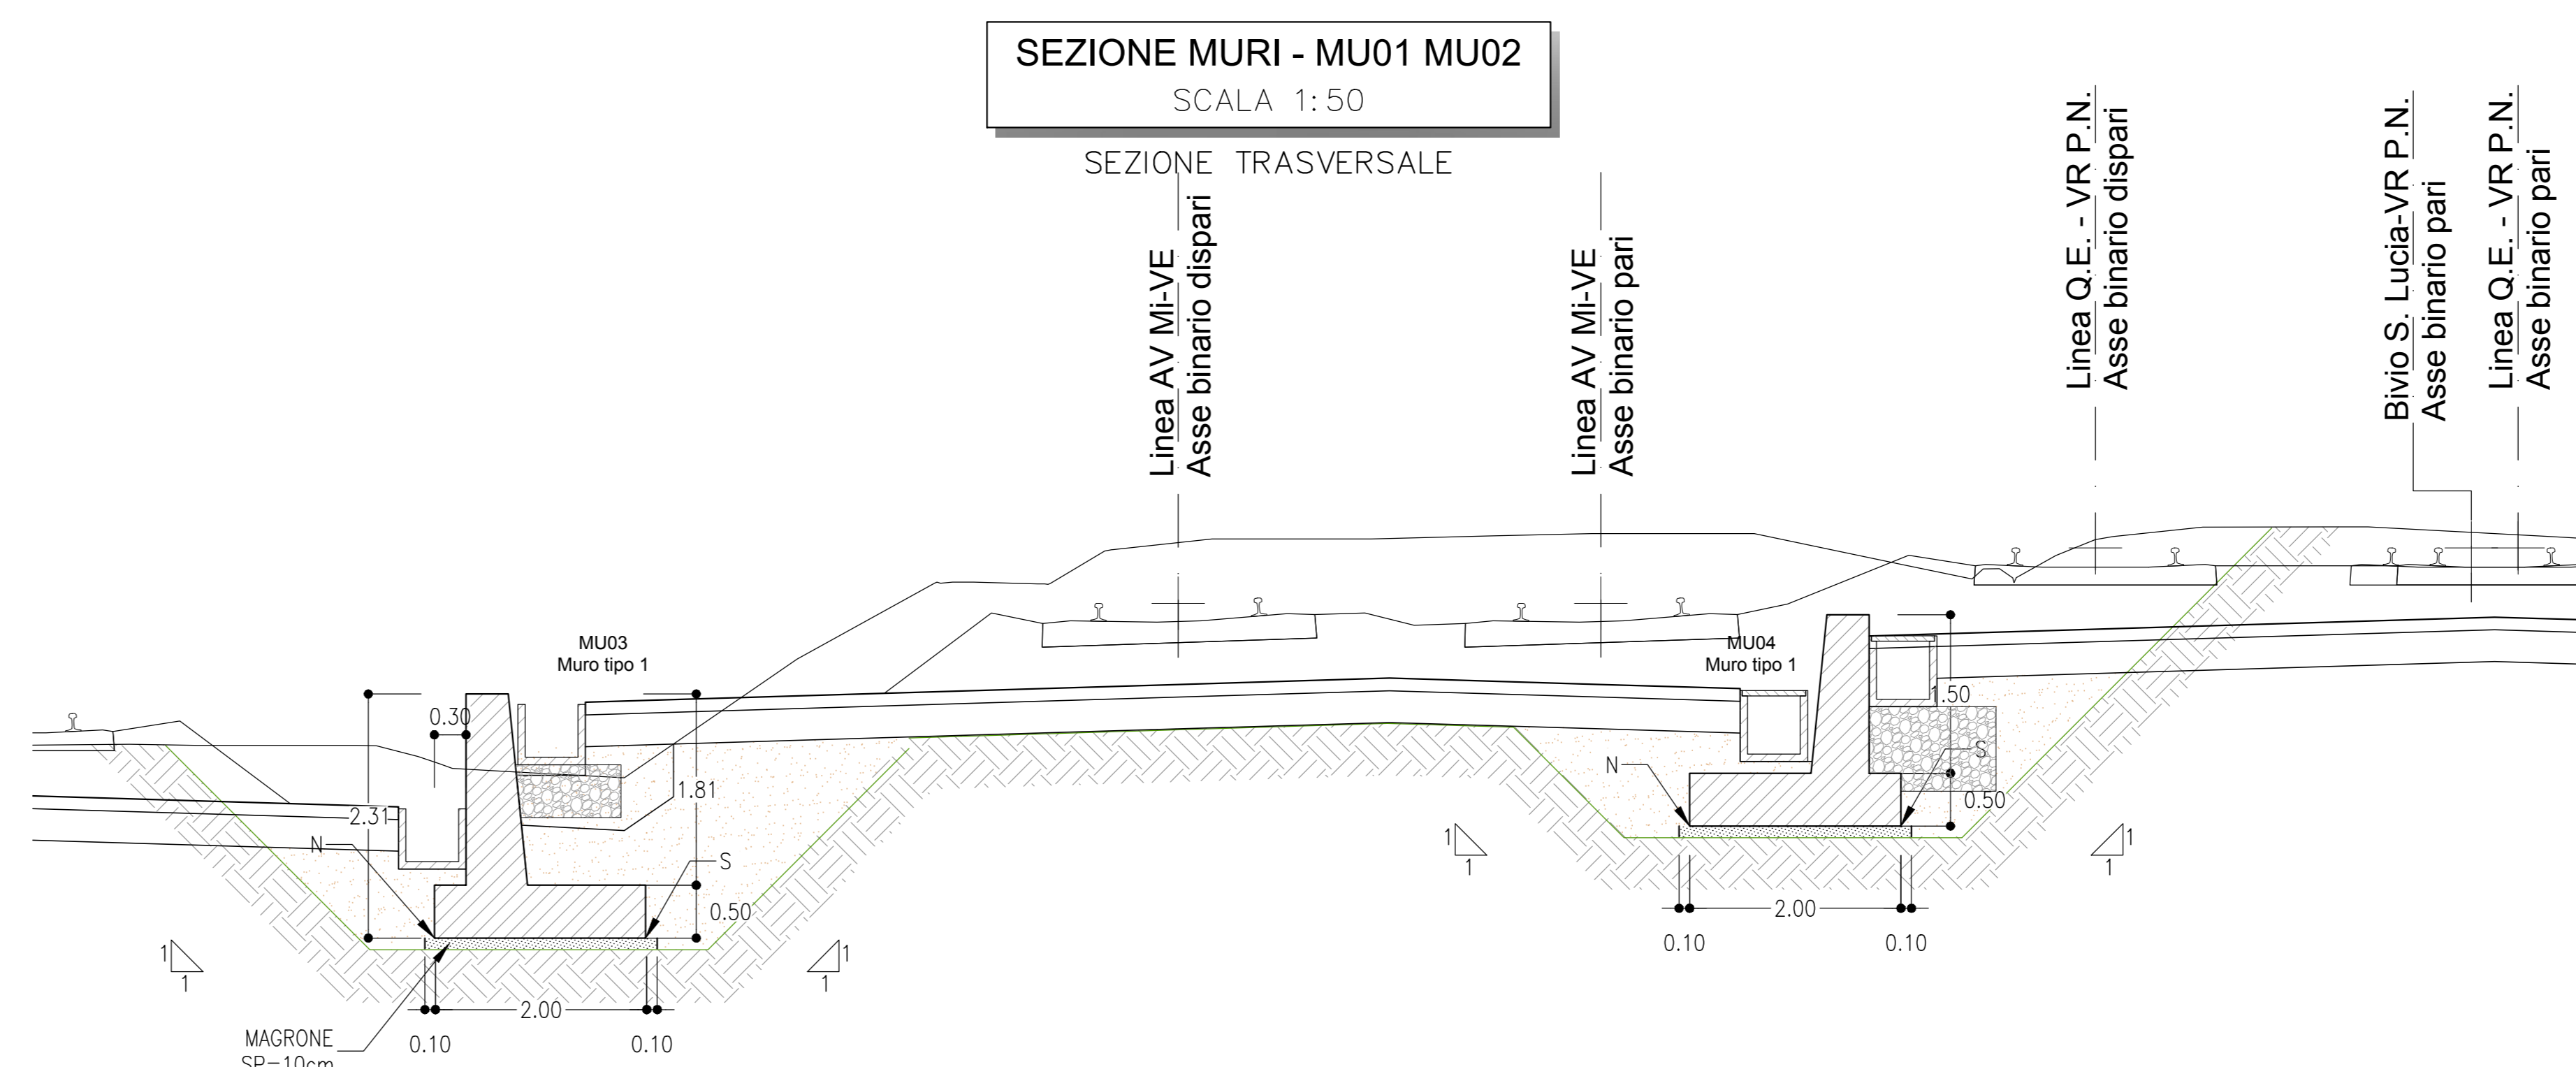 SEZIONE MURI - MU01 MU02
SCALA 1:50
SEZIONE TRASVERSALE
Linea AV Mi-VE
Asse binario dispari
Linea AV Mi-VE
Asse binario pari
Linea Q.E. - VR P.N.
Asse binario dispari
Bivio S. Lucia-VR P.N.
Asse binario pari
Linea Q.E. - VR P.N.
Asse binario pari
MU03
Muro tipo 1
MU04
Muro tipo 1
0.30
2.31
1.81
N
S
0.50
1
1
1
1
2.00
0.10
0.10
MAGRONE
SP=10cm
1.50
N
S
0.50
1
1
1
1
2.00
0.10
0.10